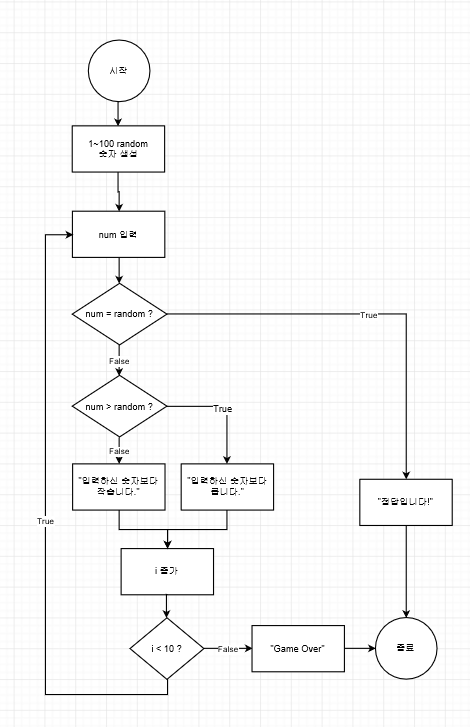 시작
1~100 random
숫자 생성
num 입력
num = random ?
True
False
num > random ?
True
False
"입력하신 숫자보다
작습니다."
"입력하신 숫자보다
큽니다."
"정답입니다!"
True
i 증가
i < 10 ?
False
"Game Over"
종료